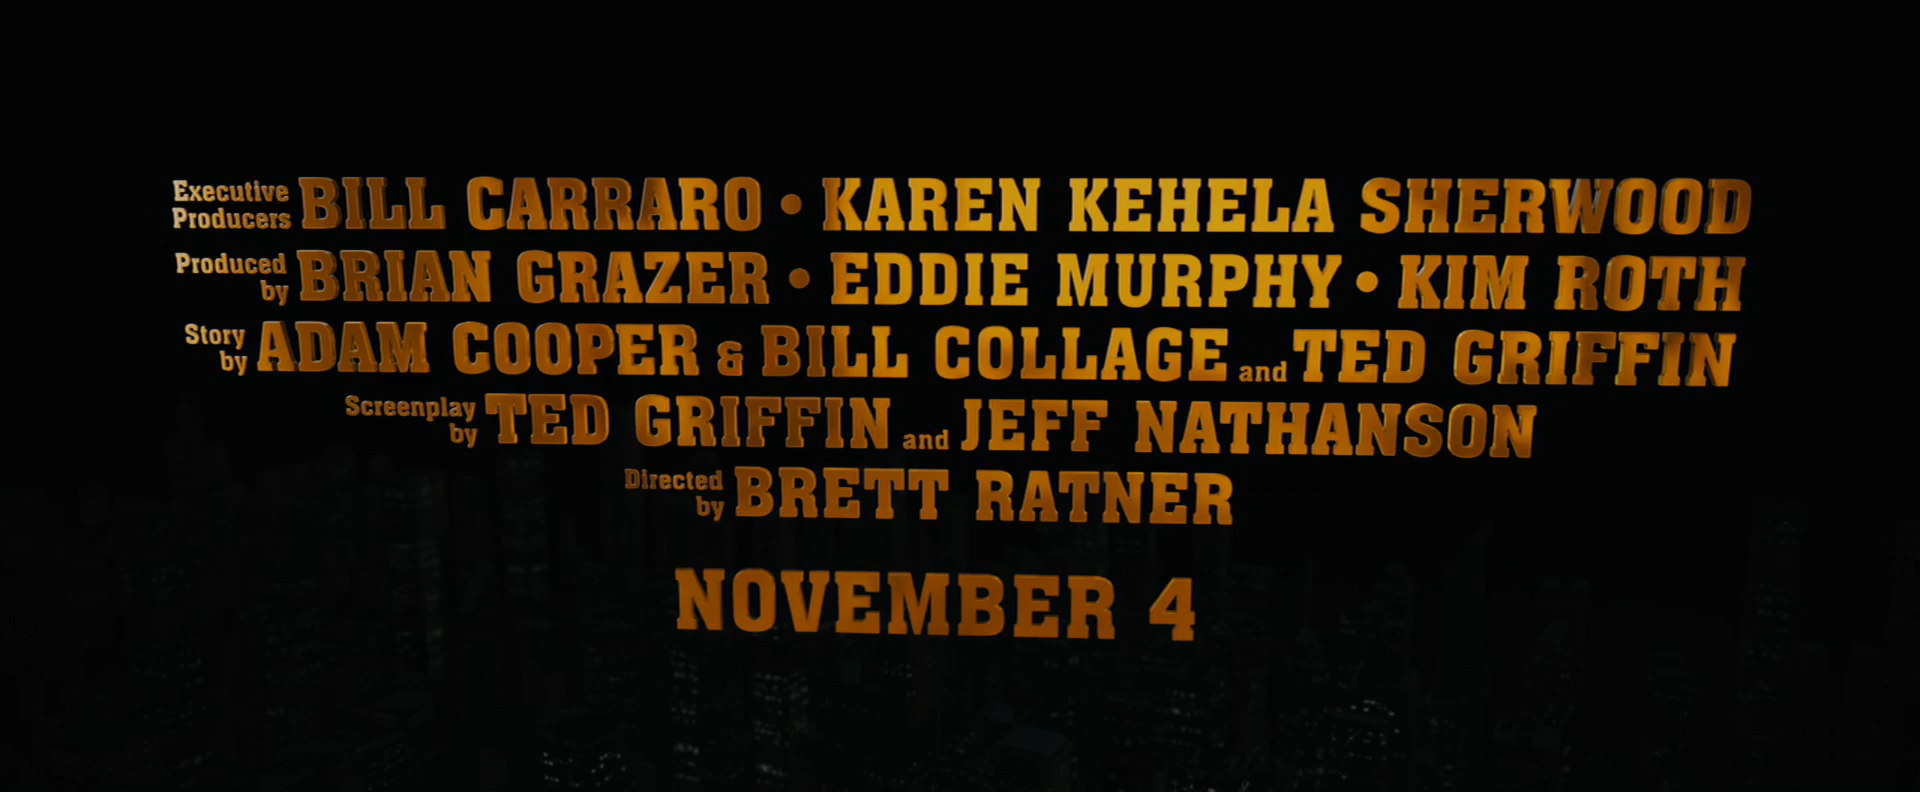 Executive Producers BILL CARRARO • KAREN KEHELA SHERWOOD
Produced by BRIAN GRAZER • EDDIE MURPHY • KIM ROTH
Story by ADAM COOPER & BILL COLLAGE and TED GRIFFIN
Screenplay by TED GRIFFIN and JEFF NATHANSON
Directed by BRETT RATNER
NOVEMBER 4